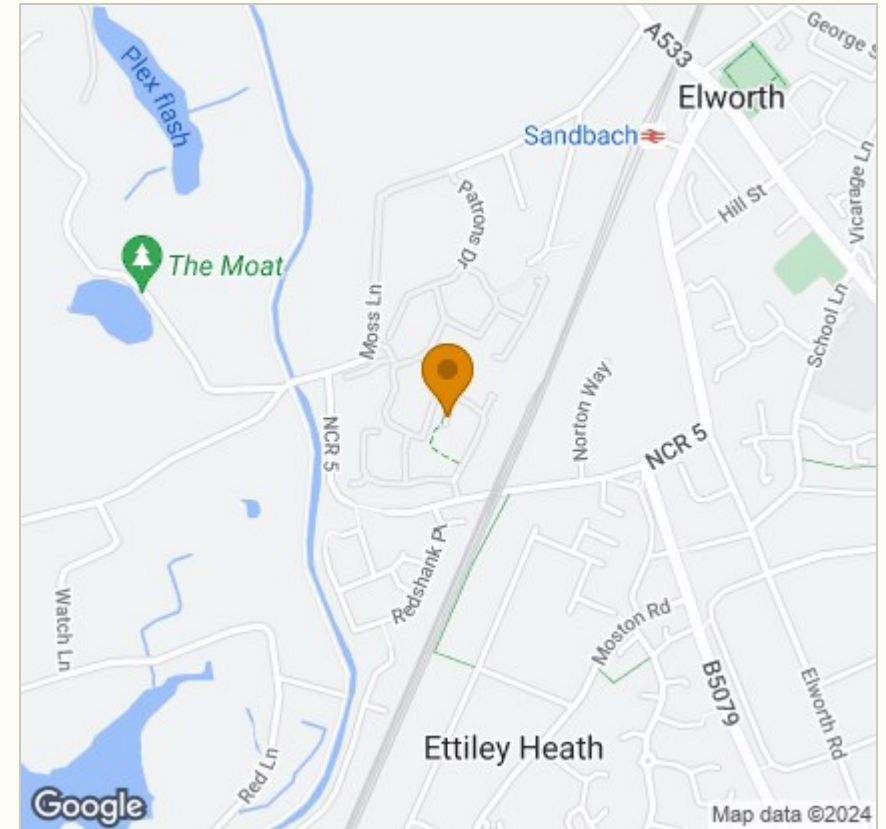 Plex flash
A533
George S
Elworth
Sandbach
Vicarage Ln
Patrons Dr
Hill St
The Moat
Moss Ln
School Ln
Norton Way
NCR 5
NCR 5
Redshank Pl
Watch Ln
Moston Rd
B5079
Elworth Rd
Ettiley Heath
Red Ln
Google
Map data ©2024